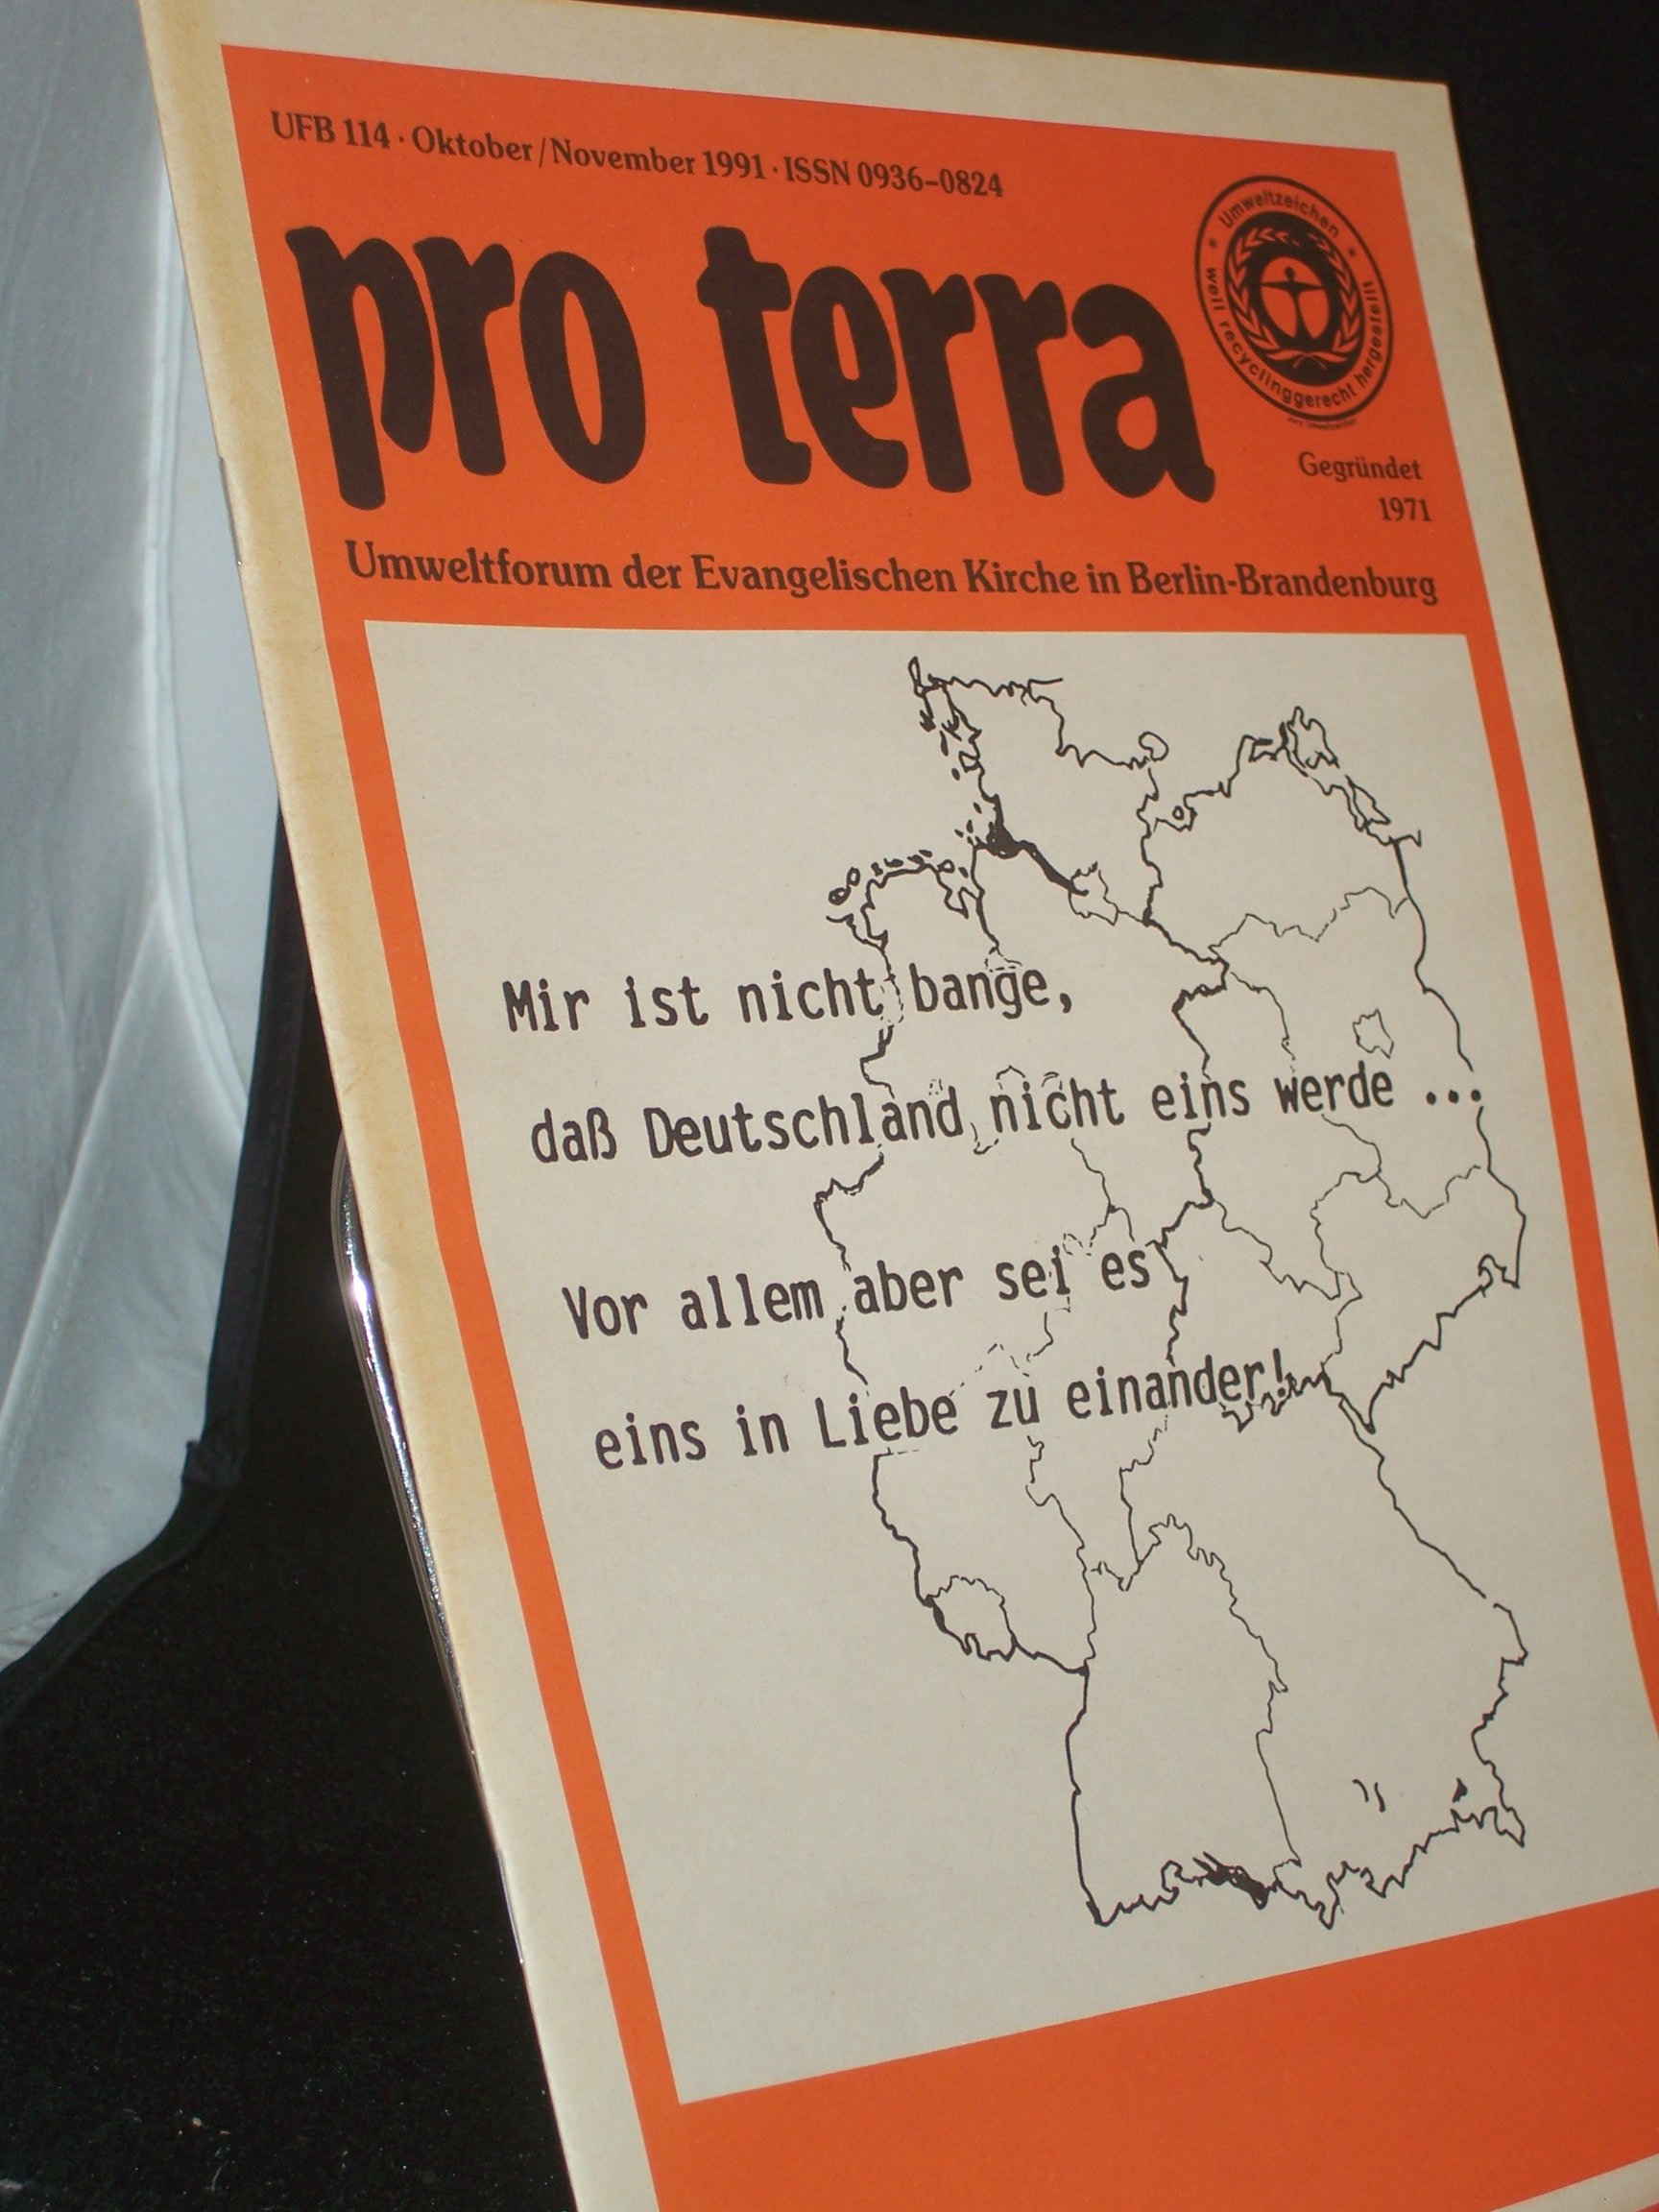 UFB 114 · Oktober/November 1991 · ISSN 0936-0824
pro terra
Umweltzeichen
weil recyclinggerecht hergestellt
Gegründet
1971
Umweltforum der Evangelischen Kirche in Berlin-Brandenburg
Mir ist nicht bange,
daß Deutschland nicht eins werde ...
Vor allem aber sei es
eins in Liebe zu einander!